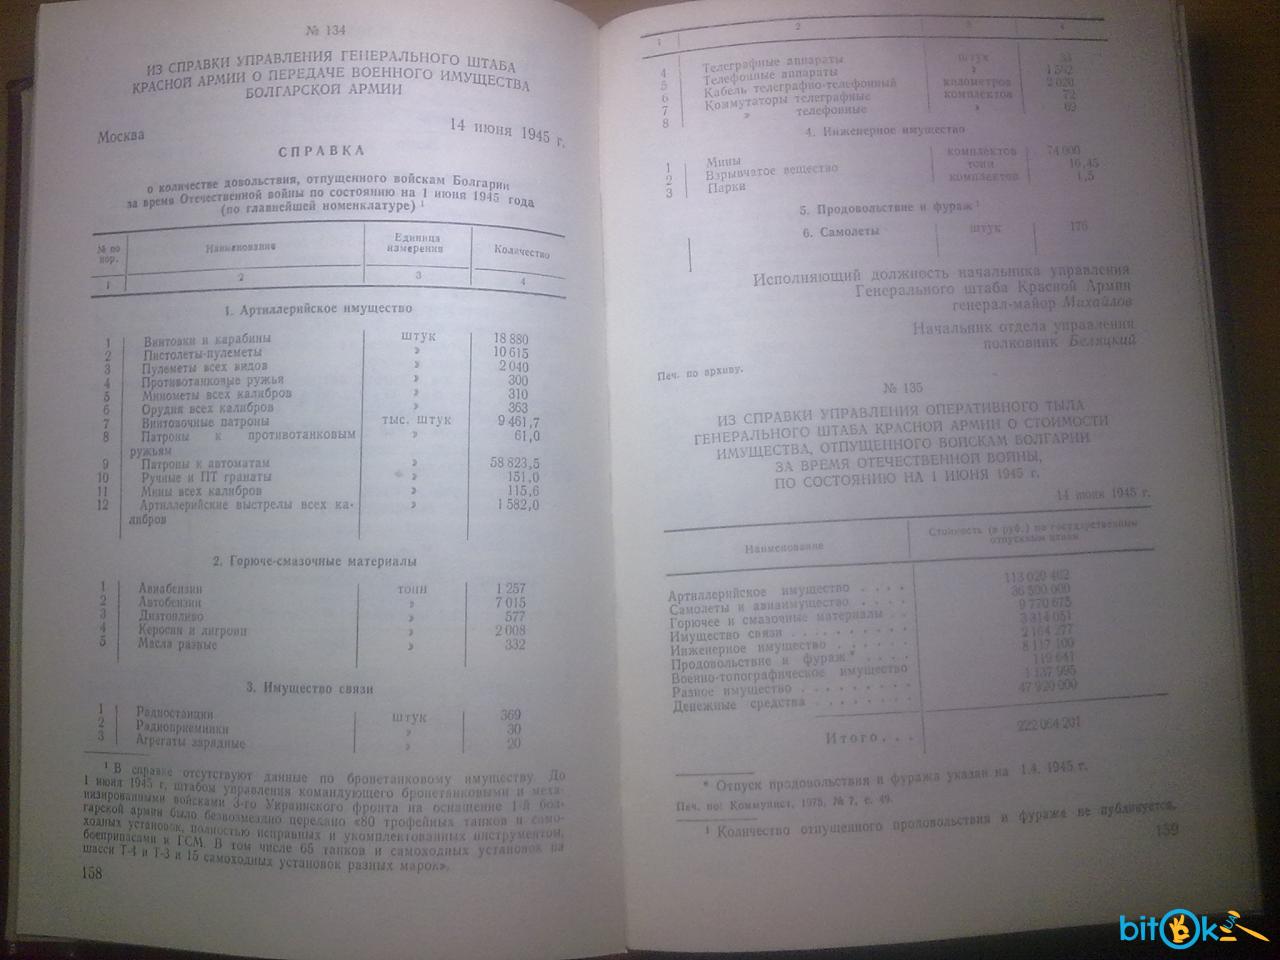 № 134
ИЗ СПРАВКИ УПРАВЛЕНИЯ ГЕНЕРАЛЬНОГО ШТАБА
КРАСНОЙ АРМИИ О ПЕРЕДАЧЕ ВОЕННОГО ИМУЩЕСТВА
БОЛГАРСКОЙ АРМИИ
Москва 14 июня 1945 г.
СПРАВКА
о количестве довольствия, отпущенного войскам Болгарии
за время Отечественной войны по состоянию на 1 июня 1945 года
(по главнейшей номенклатуре) ¹
№ по пор. Наименование Единица измерения Количество
1 2 3 4
1. Артиллерийское имущество
1 Винтовки и карабины штук 18 880
2 Пистолеты-пулеметы » 10 615
3 Пулеметы всех видов » 2 040
4 Противотанковые ружья » 300
5 Минометы всех калибров » 310
6 Орудия всех калибров » 363
7 Винтовочные патроны тыс. штук 9 461,7
8 Патроны к противотанковым » 61,0
ружьям
9 Патроны к автоматам » 58 823,5
10 Ручные и ПТ гранаты » 151,0
11 Мины всех калибров » 115,6
12 Артиллерийские выстрелы всех ка- » 1 582,0
либров
2. Горюче-смазочные материалы
1 Авиабензин тонн 1 257
2 Автобензин » 7 015
3 Дизтопливо » 577
4 Керосин и лигроин » 2 008
5 Масла разные » 332
3. Имущество связи
1 Радиостанции штук 369
2 Радиоприемники » 30
3 Агрегаты зарядные » 20
¹ В справке отсутствуют данные по бронетанковому имуществу. До
1 июня 1945 г. штабом управления командующего бронетанковыми и меха-
низированными войсками 3-го Украинского фронта на оснащение 1-й бол-
гарской армии было безвозмездно передано «80 трофейных танков и само-
ходных установок, полностью исправных и укомплектованных инструментом,
боеприпасами и ГСМ. В том числе 65 танков и самоходных установок на
шасси Т-4 и Т-3 и 15 самоходных установок разных марок».
158
1 2 3 4
4 Телеграфные аппараты штук
5 Телефонные аппараты » 1 592
6 Кабель телеграфно-телефонный километров 2 020
7 Коммутаторы телеграфные комплектов 72
8 » телефонные » 69
4. Инженерное имущество
1 Мины комплектов 74 000
2 Взрывчатое вещество тонн 16,45
3 Парки комплектов 1,5
5. Продовольствие и фураж ¹
6. Самолеты штук 176
Исполняющий должность начальника управления
Генерального штаба Красной Армии
генерал-майор Михайлов
Начальник отдела управления
полковник Беляцкий
Печ. по архиву.
№ 135
ИЗ СПРАВКИ УПРАВЛЕНИЯ ОПЕРАТИВНОГО ТЫЛА
ГЕНЕРАЛЬНОГО ШТАБА КРАСНОЙ АРМИИ О СТОИМОСТИ
ИМУЩЕСТВА, ОТПУЩЕННОГО ВОЙСКАМ БОЛГАРИИ
ЗА ВРЕМЯ ОТЕЧЕСТВЕННОЙ ВОЙНЫ,
ПО СОСТОЯНИЮ НА 1 ИЮНЯ 1945 г.
14 июня 1945 г.
Наименование Стоимость (в руб.) по государственным отпускным ценам
Артиллерийское имущество . . . . 113 020 402
Самолеты и авиаимущество . . . . 36 500 000
Горючее и смазочные материалы . . 9 770 675
Имущество связи . . . . . . . . . 3 314 051
Инженерное имущество . . . . . . 2 164 277
Продовольствие и фураж * . . . . 8 117 100
Военно-топографическое имущество 119 641
Разное имущество . . . . . . . . . 1 137 995
Денежные средства . . . . . . . . 47 920 000
Итого . . . 222 064 201
* Отпуск продовольствия и фуража указан на 1.4. 1945 г.
Печ. по: Коммунист, 1975, № 7, с. 49.
¹ Количество отпущенного продовольствия и фуража не публикуется.
159
bitOk
UA